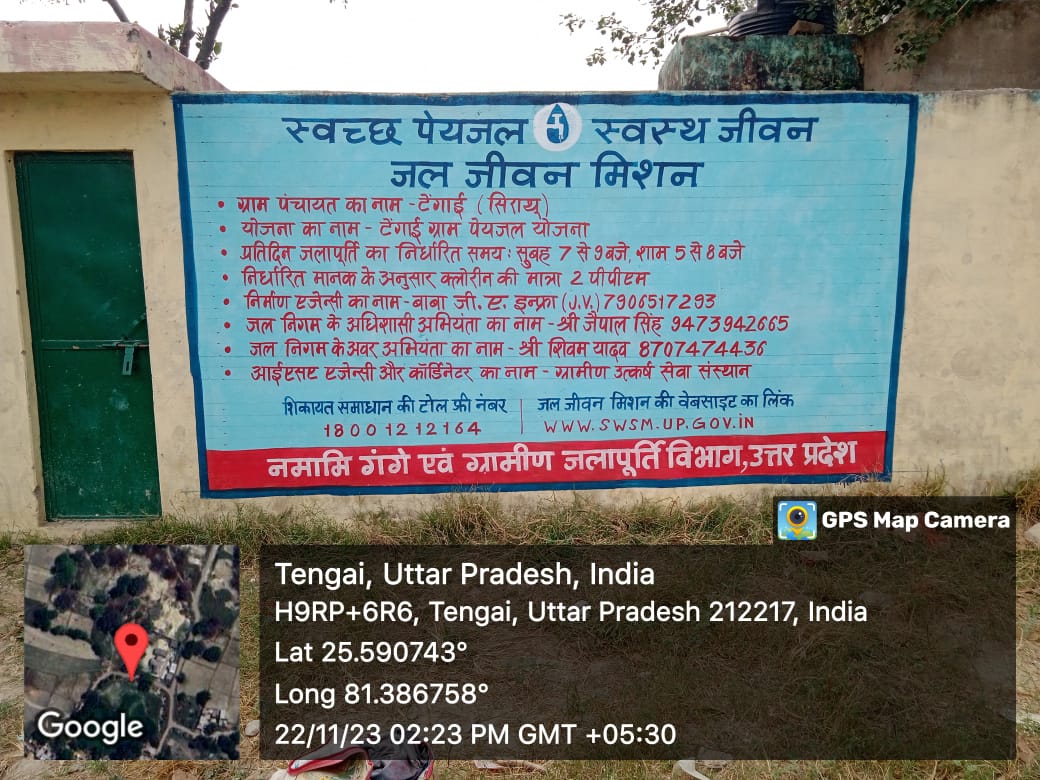 स्वच्छ पेयजल स्वस्थ जीवन
जल जीवन मिशन
• ग्राम पंचायत का नाम - टेंगाई (सिराथू)
• योजना का नाम - टेंगाई ग्राम पेयजल योजना
• प्रतिदिन जलापूर्ति का निर्धारित समय: सुबह 7 से 9 बजे, शाम 5 से 8 बजे
• निर्धारित मानक के अनुसार क्लोरीन की मात्रा 2 पीपीएम
• निर्माण एजेन्सी का नाम - बाबा जी. ए. इन्फ्रा (J.V.) 7906517293
• जल निगम के अधिशासी अभियंता का नाम - श्री जैपाल सिंह 9473942665
• जल निगम के अवर अभियंता का नाम - श्री शिवम यादव 8707474436
• आईएसए एजेन्सी और कॉर्डिनेटर का नाम - ग्रामीण उत्कर्ष सेवा संस्थान
शिकायत समाधान की टोल फ्री नंबर
18001212164
जल जीवन मिशन की वेबसाइट का लिंक
WWW.SWSM.UP.GOV.IN
नमामि गंगे एवं ग्रामीण जलापूर्ति विभाग, उत्तर प्रदेश
GPS Map Camera
Tengai, Uttar Pradesh, India
H9RP+6R6, Tengai, Uttar Pradesh 212217, India
Lat 25.590743°
Long 81.386758°
22/11/23 02:23 PM GMT +05:30
Google